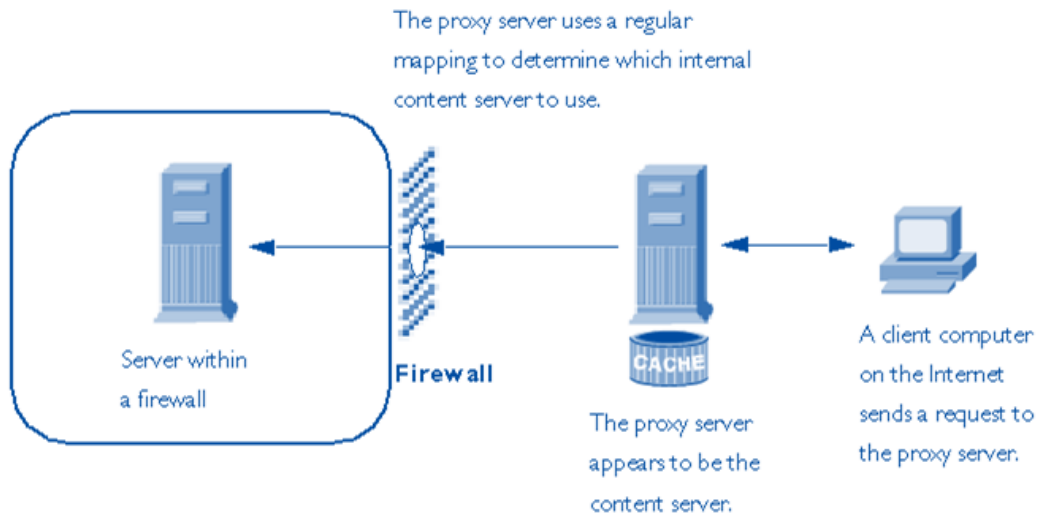 The proxy server uses a regular
mapping to determine which internal
content server to use.
Server within
a firewall
Firewall
CACHE
The proxy server
appears to be the
content server.
A client computer
on the Internet
sends a request to
the proxy server.